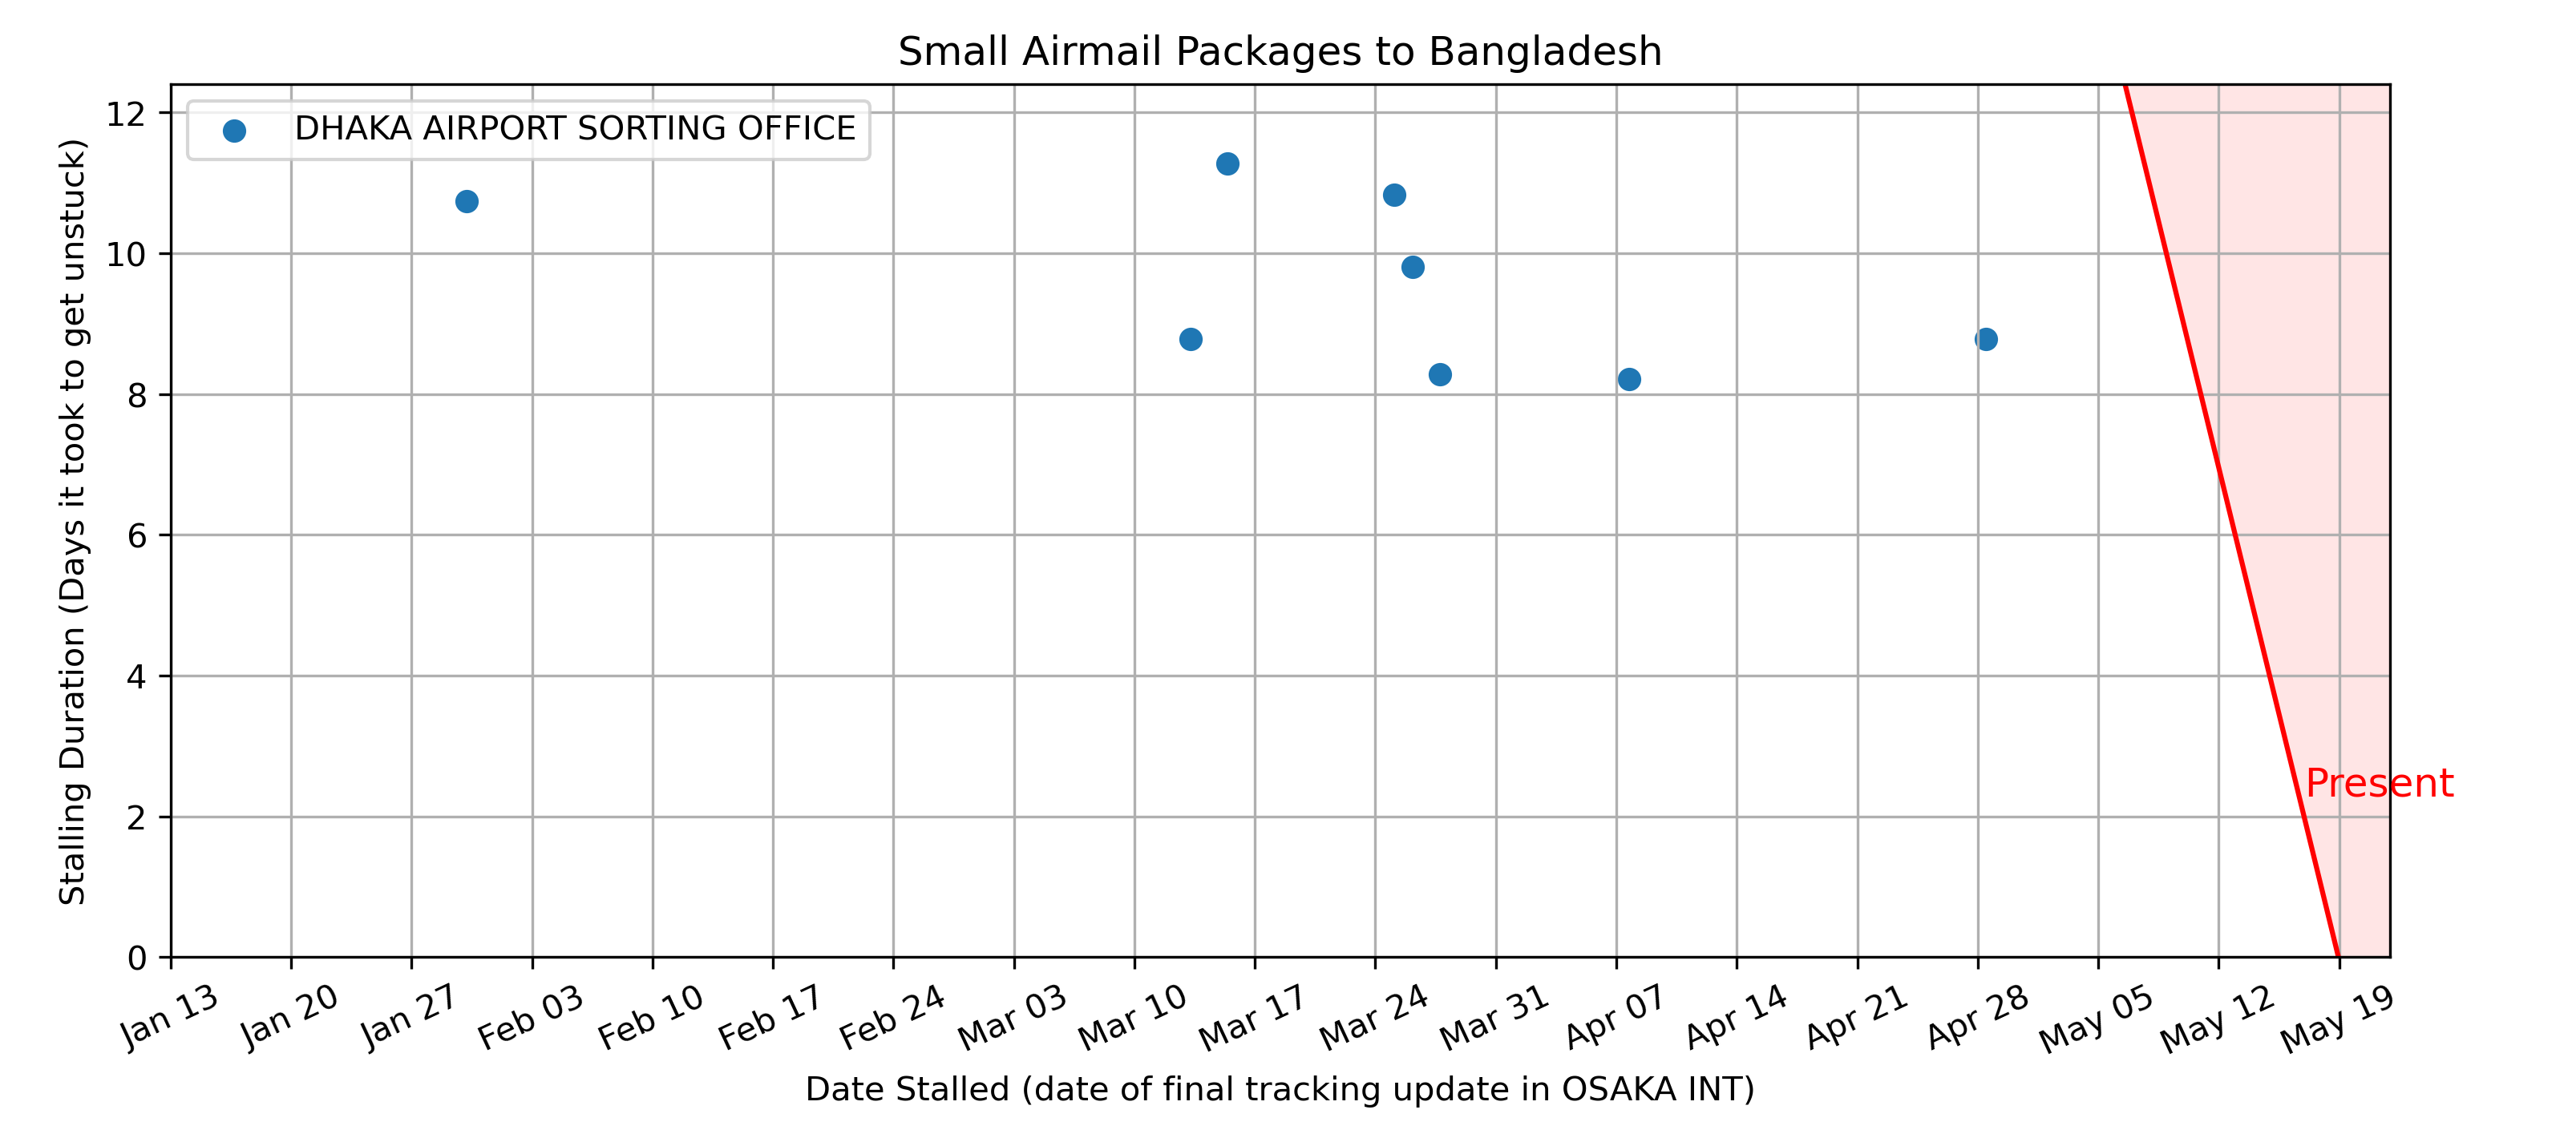 Small Airmail Packages to Bangladesh
DHAKA AIRPORT SORTING OFFICE
Stalling Duration (Days it took to get unstuck)
12
10
8
6
4
2
0
Present
Jan 13
Jan 20
Jan 27
Feb 03
Feb 10
Feb 17
Feb 24
Mar 03
Mar 10
Mar 17
Mar 24
Mar 31
Apr 07
Apr 14
Apr 21
Apr 28
May 05
May 12
May 19
Date Stalled (date of final tracking update in OSAKA INT)